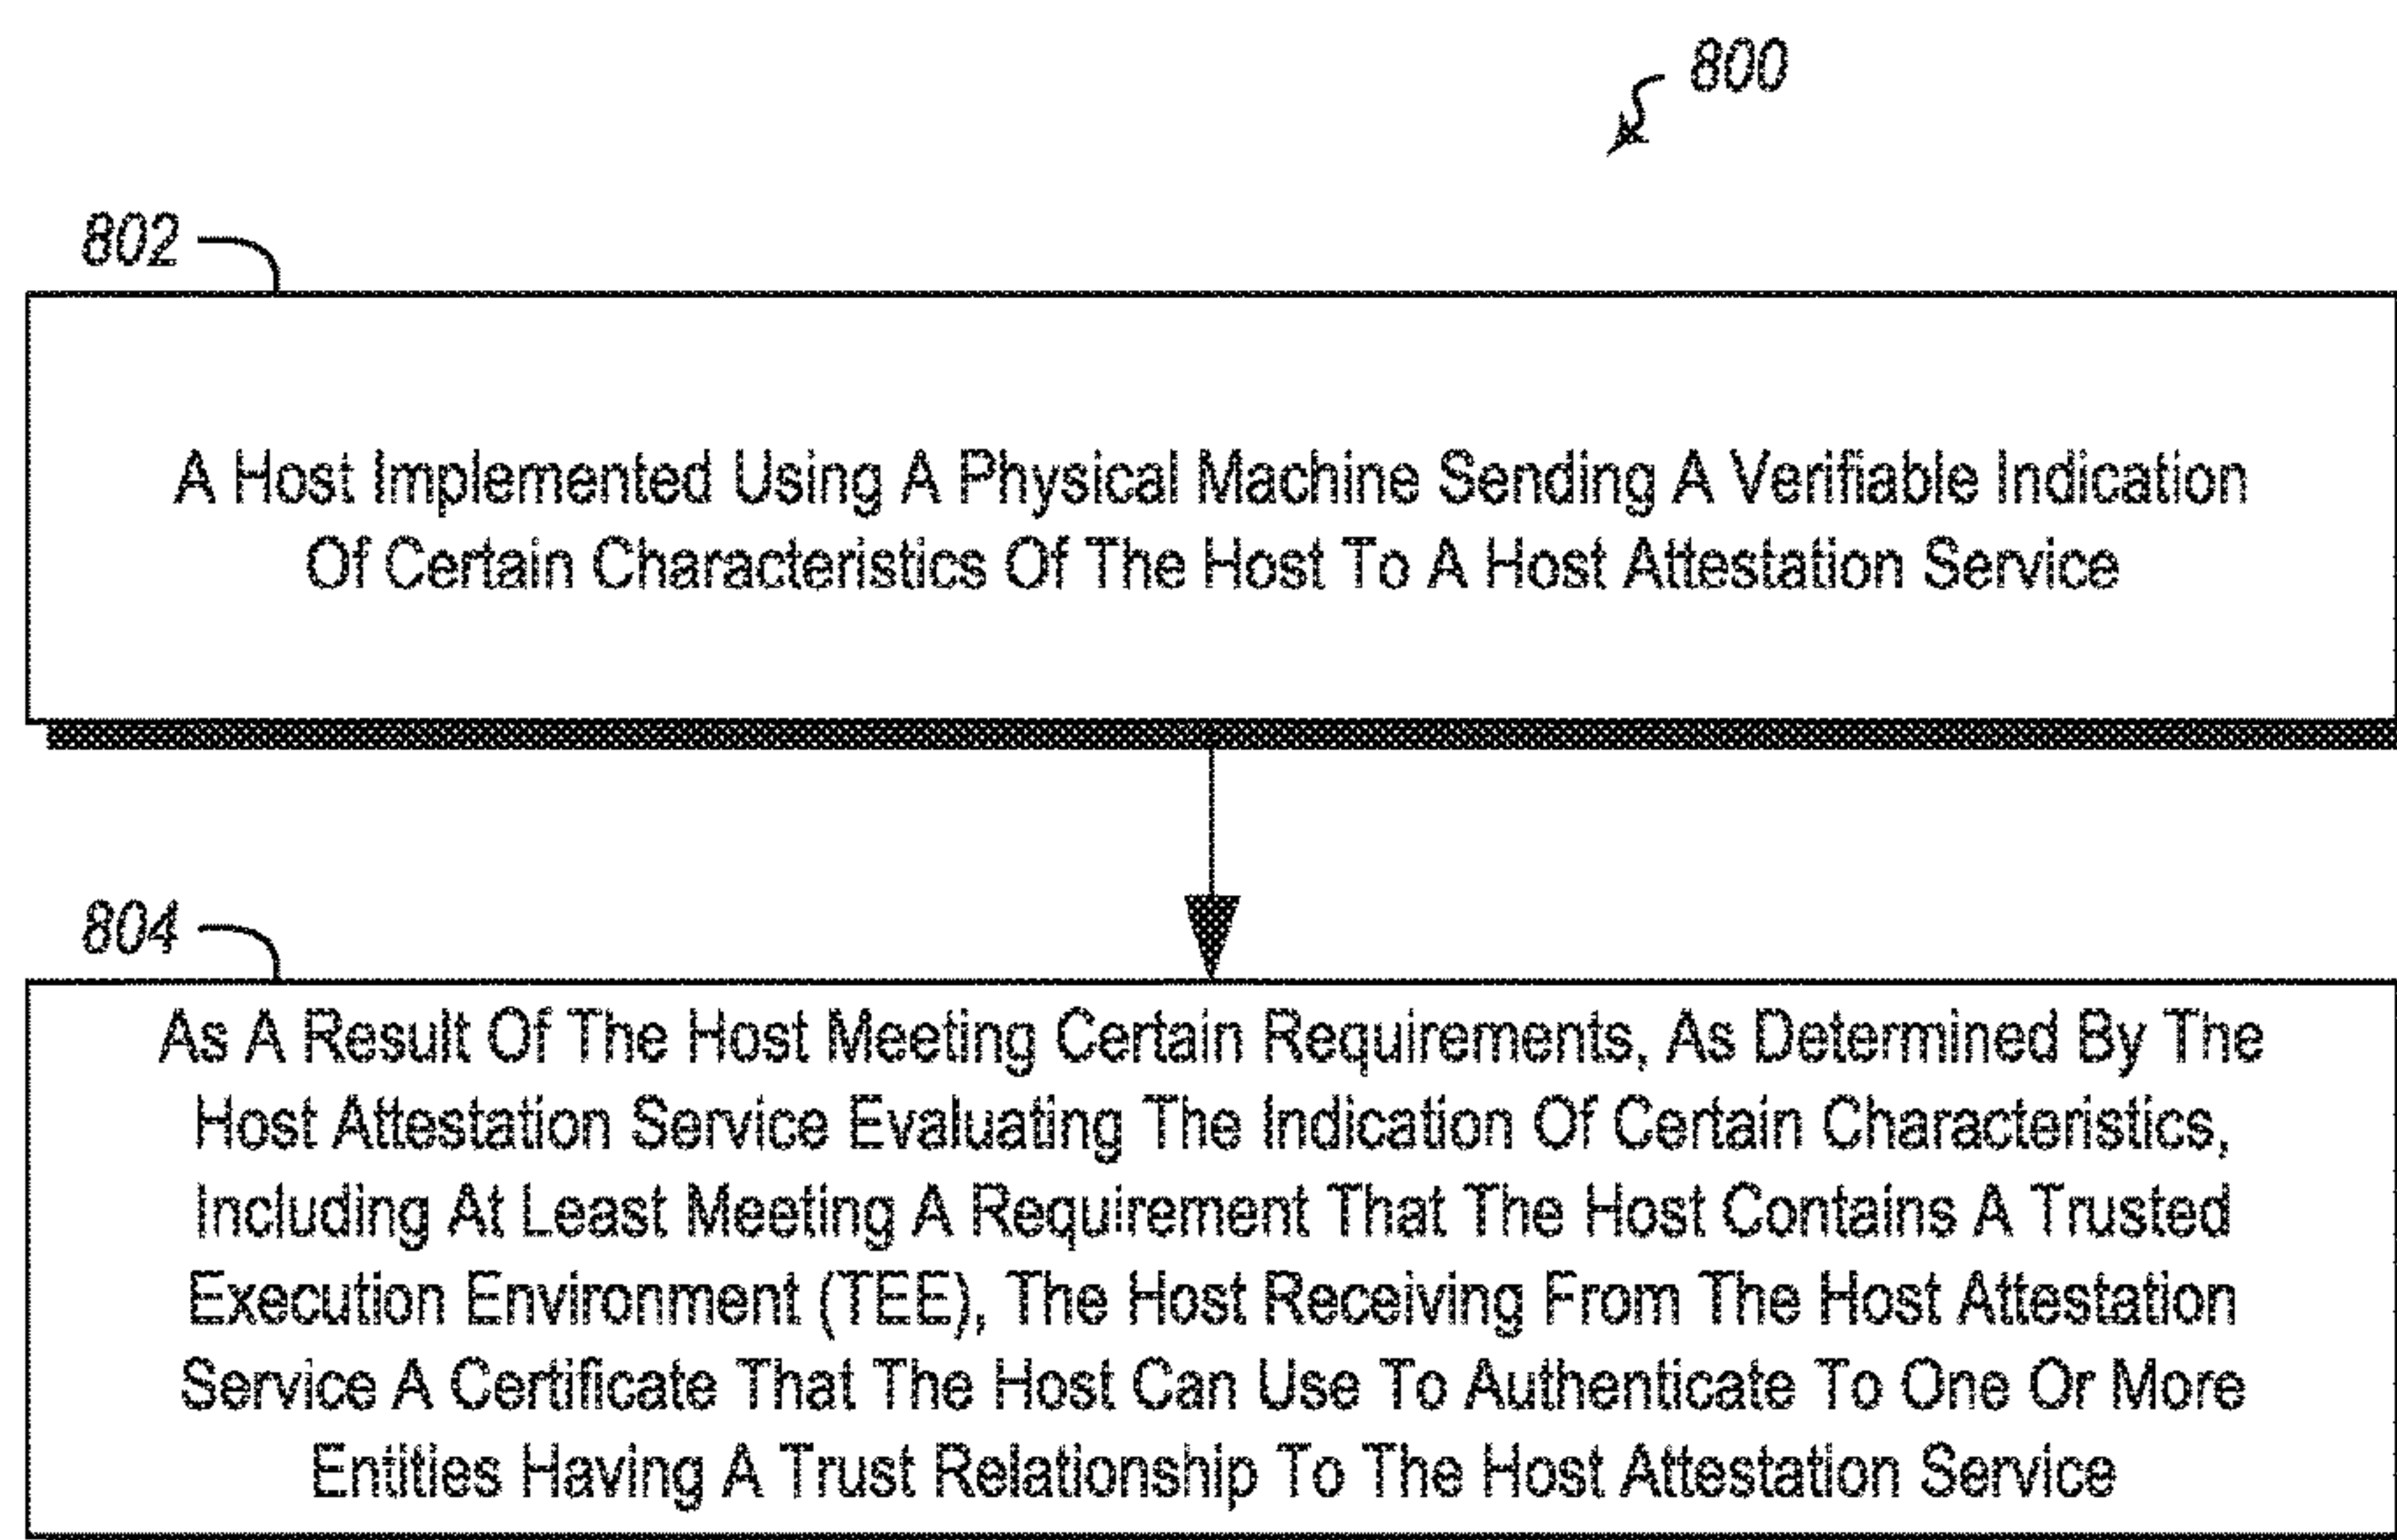 800
802
A Host Implemented Using A Physical Machine Sending A Verifiable Indication
Of Certain Characteristics Of The Host To A Host Attestation Service
804
As A Result Of The Host Meeting Certain Requirements, As Determined By The
Host Attestation Service Evaluating The Indication Of Certain Characteristics,
Including At Least Meeting A Requirement That The Host Contains A Trusted
Execution Environment (TEE), The Host Receiving From The Host Attestation
Service A Certificate That The Host Can Use To Authenticate To One Or More
Entities Having A Trust Relationship To The Host Attestation Service